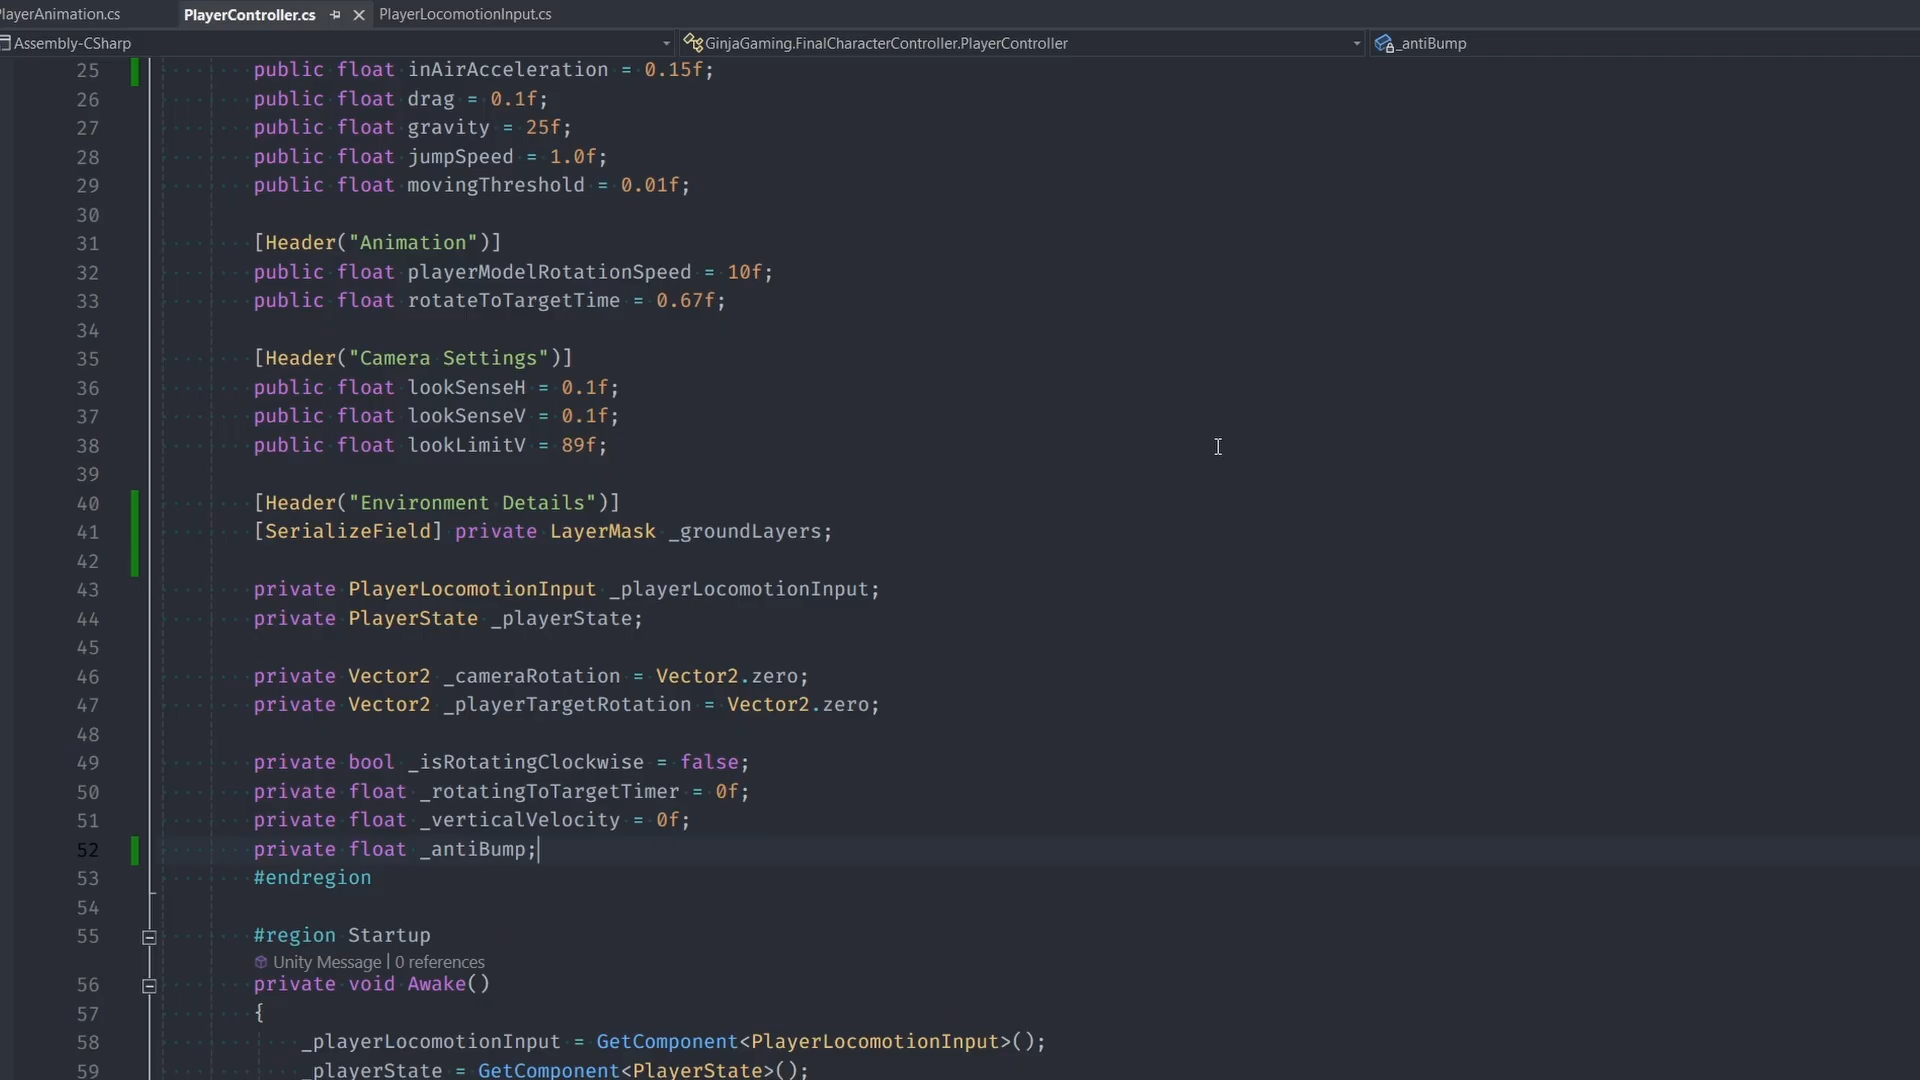 layerAnimation.cs PlayerController.cs PlayerLocomotionInput.cs
Assembly-CSharp GinjaGaming.FinalCharacterController.PlayerController _antiBump
25 public float inAirAcceleration = 0.15f;
26 public float drag = 0.1f;
27 public float gravity = 25f;
28 public float jumpSpeed = 1.0f;
29 public float movingThreshold = 0.01f;
30
31 [Header("Animation")]
32 public float playerModelRotationSpeed = 10f;
33 public float rotateToTargetTime = 0.67f;
34
35 [Header("Camera Settings")]
36 public float lookSenseH = 0.1f;
37 public float lookSenseV = 0.1f;
38 public float lookLimitV = 89f;
39
40 [Header("Environment Details")]
41 [SerializeField] private LayerMask _groundLayers;
42
43 private PlayerLocomotionInput _playerLocomotionInput;
44 private PlayerState _playerState;
45
46 private Vector2 _cameraRotation = Vector2.zero;
47 private Vector2 _playerTargetRotation = Vector2.zero;
48
49 private bool _isRotatingClockwise = false;
50 private float _rotatingToTargetTimer = 0f;
51 private float _verticalVelocity = 0f;
52 private float _antiBump;
53 #endregion
54
55 #region Startup
Unity Message | 0 references
56 private void Awake()
57 {
58 _playerLocomotionInput = GetComponent<PlayerLocomotionInput>();
59 _playerState = GetComponent<PlayerState>();